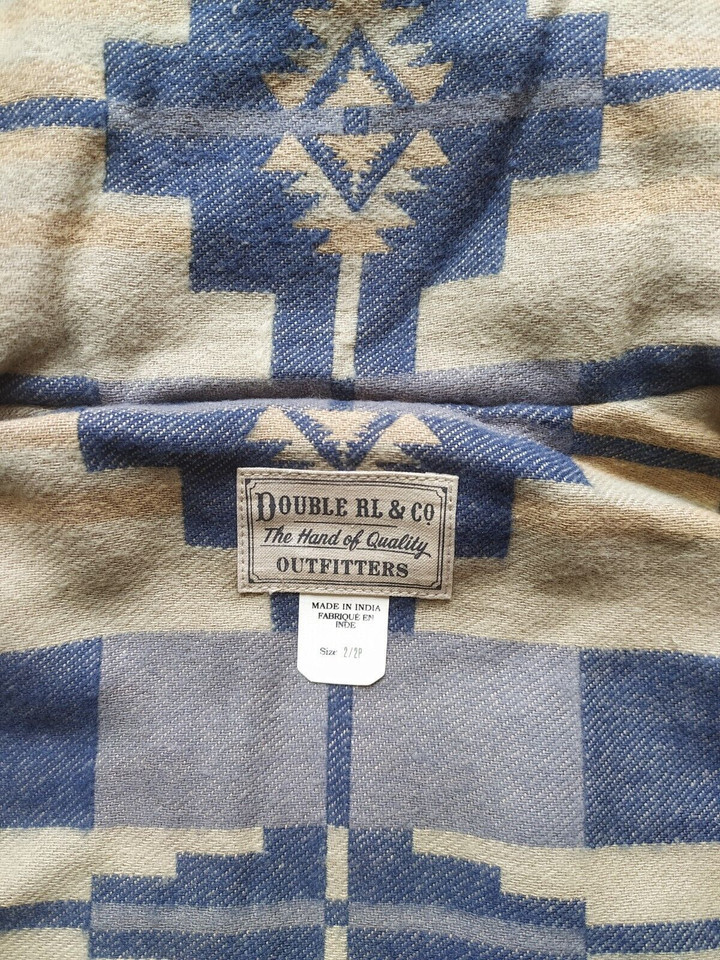 DOUBLE RL & CO.
The Hand of Quality
OUTFITTERS
MADE IN INDIA
FABRIQUÉ EN
INDE
Size 2/2P